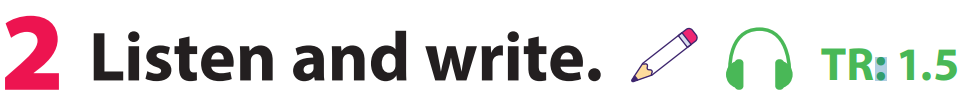 2 Listen and write. TR: 1.5